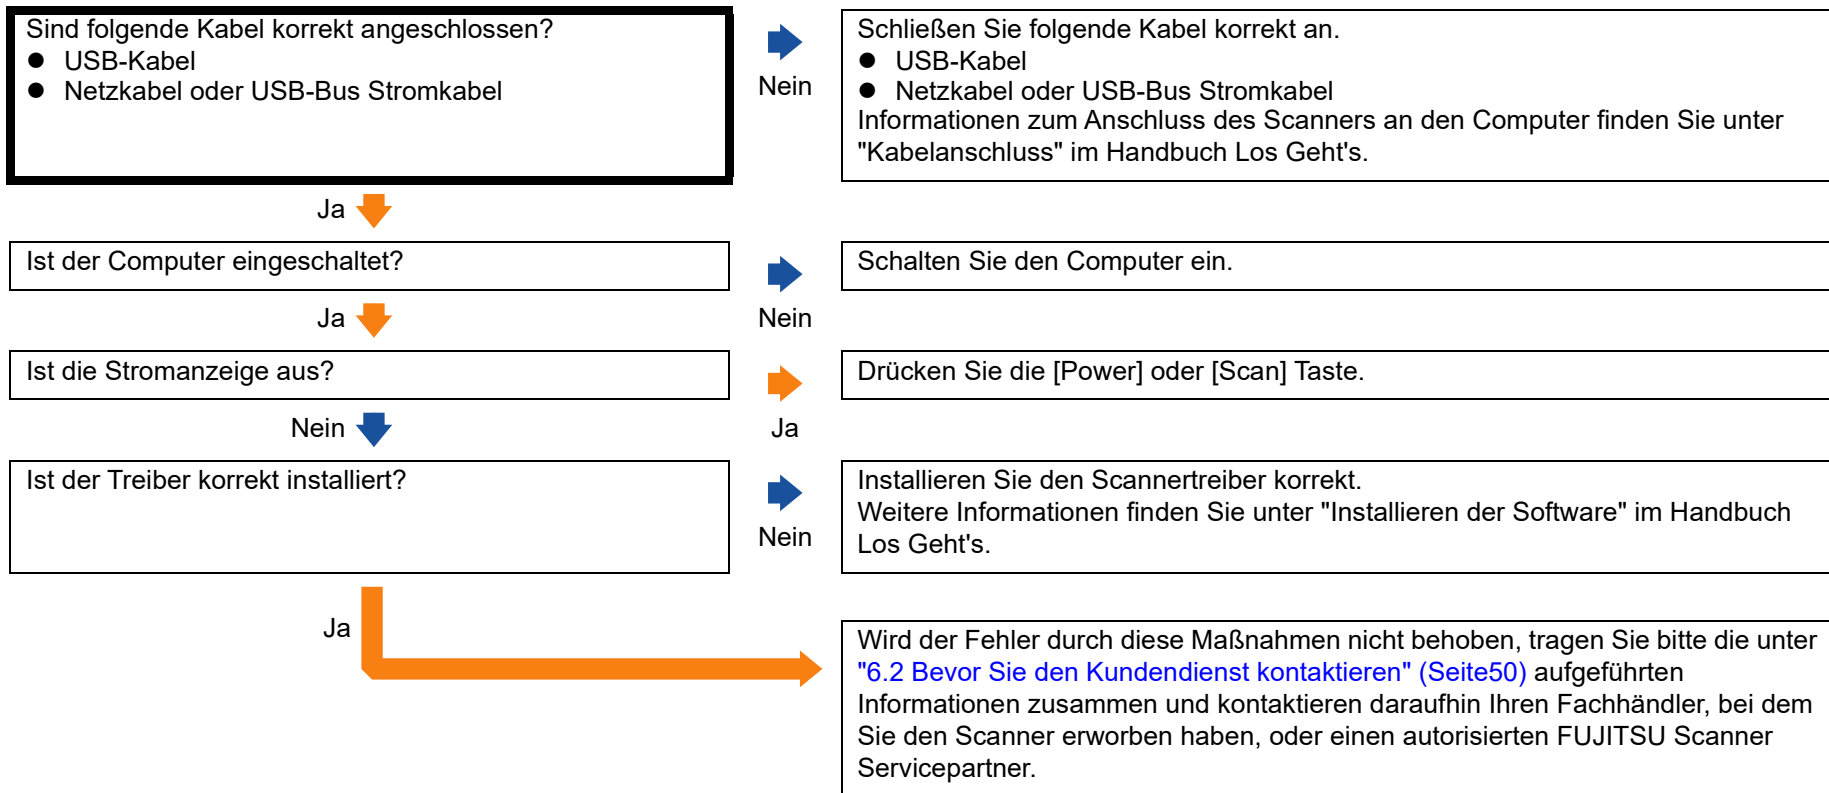 Sind folgende Kabel korrekt angeschlossen?
● USB-Kabel
● Netzkabel oder USB-Bus Stromkabel
Nein
Schließen Sie folgende Kabel korrekt an.
● USB-Kabel
● Netzkabel oder USB-Bus Stromkabel
Informationen zum Anschluss des Scanners an den Computer finden Sie unter
"Kabelanschluss" im Handbuch Los Geht's.
Ja
Ist der Computer eingeschaltet?
Nein
Schalten Sie den Computer ein.
Ja
Ist die Stromanzeige aus?
Ja
Drücken Sie die [Power] oder [Scan] Taste.
Nein
Ist der Treiber korrekt installiert?
Nein
Installieren Sie den Scannertreiber korrekt.
Weitere Informationen finden Sie unter "Installieren der Software" im Handbuch
Los Geht's.
Ja
Wird der Fehler durch diese Maßnahmen nicht behoben, tragen Sie bitte die unter
"6.2 Bevor Sie den Kundendienst kontaktieren" (Seite50) aufgeführten
Informationen zusammen und kontaktieren daraufhin Ihren Fachhändler, bei dem
Sie den Scanner erworben haben, oder einen autorisierten FUJITSU Scanner
Servicepartner.